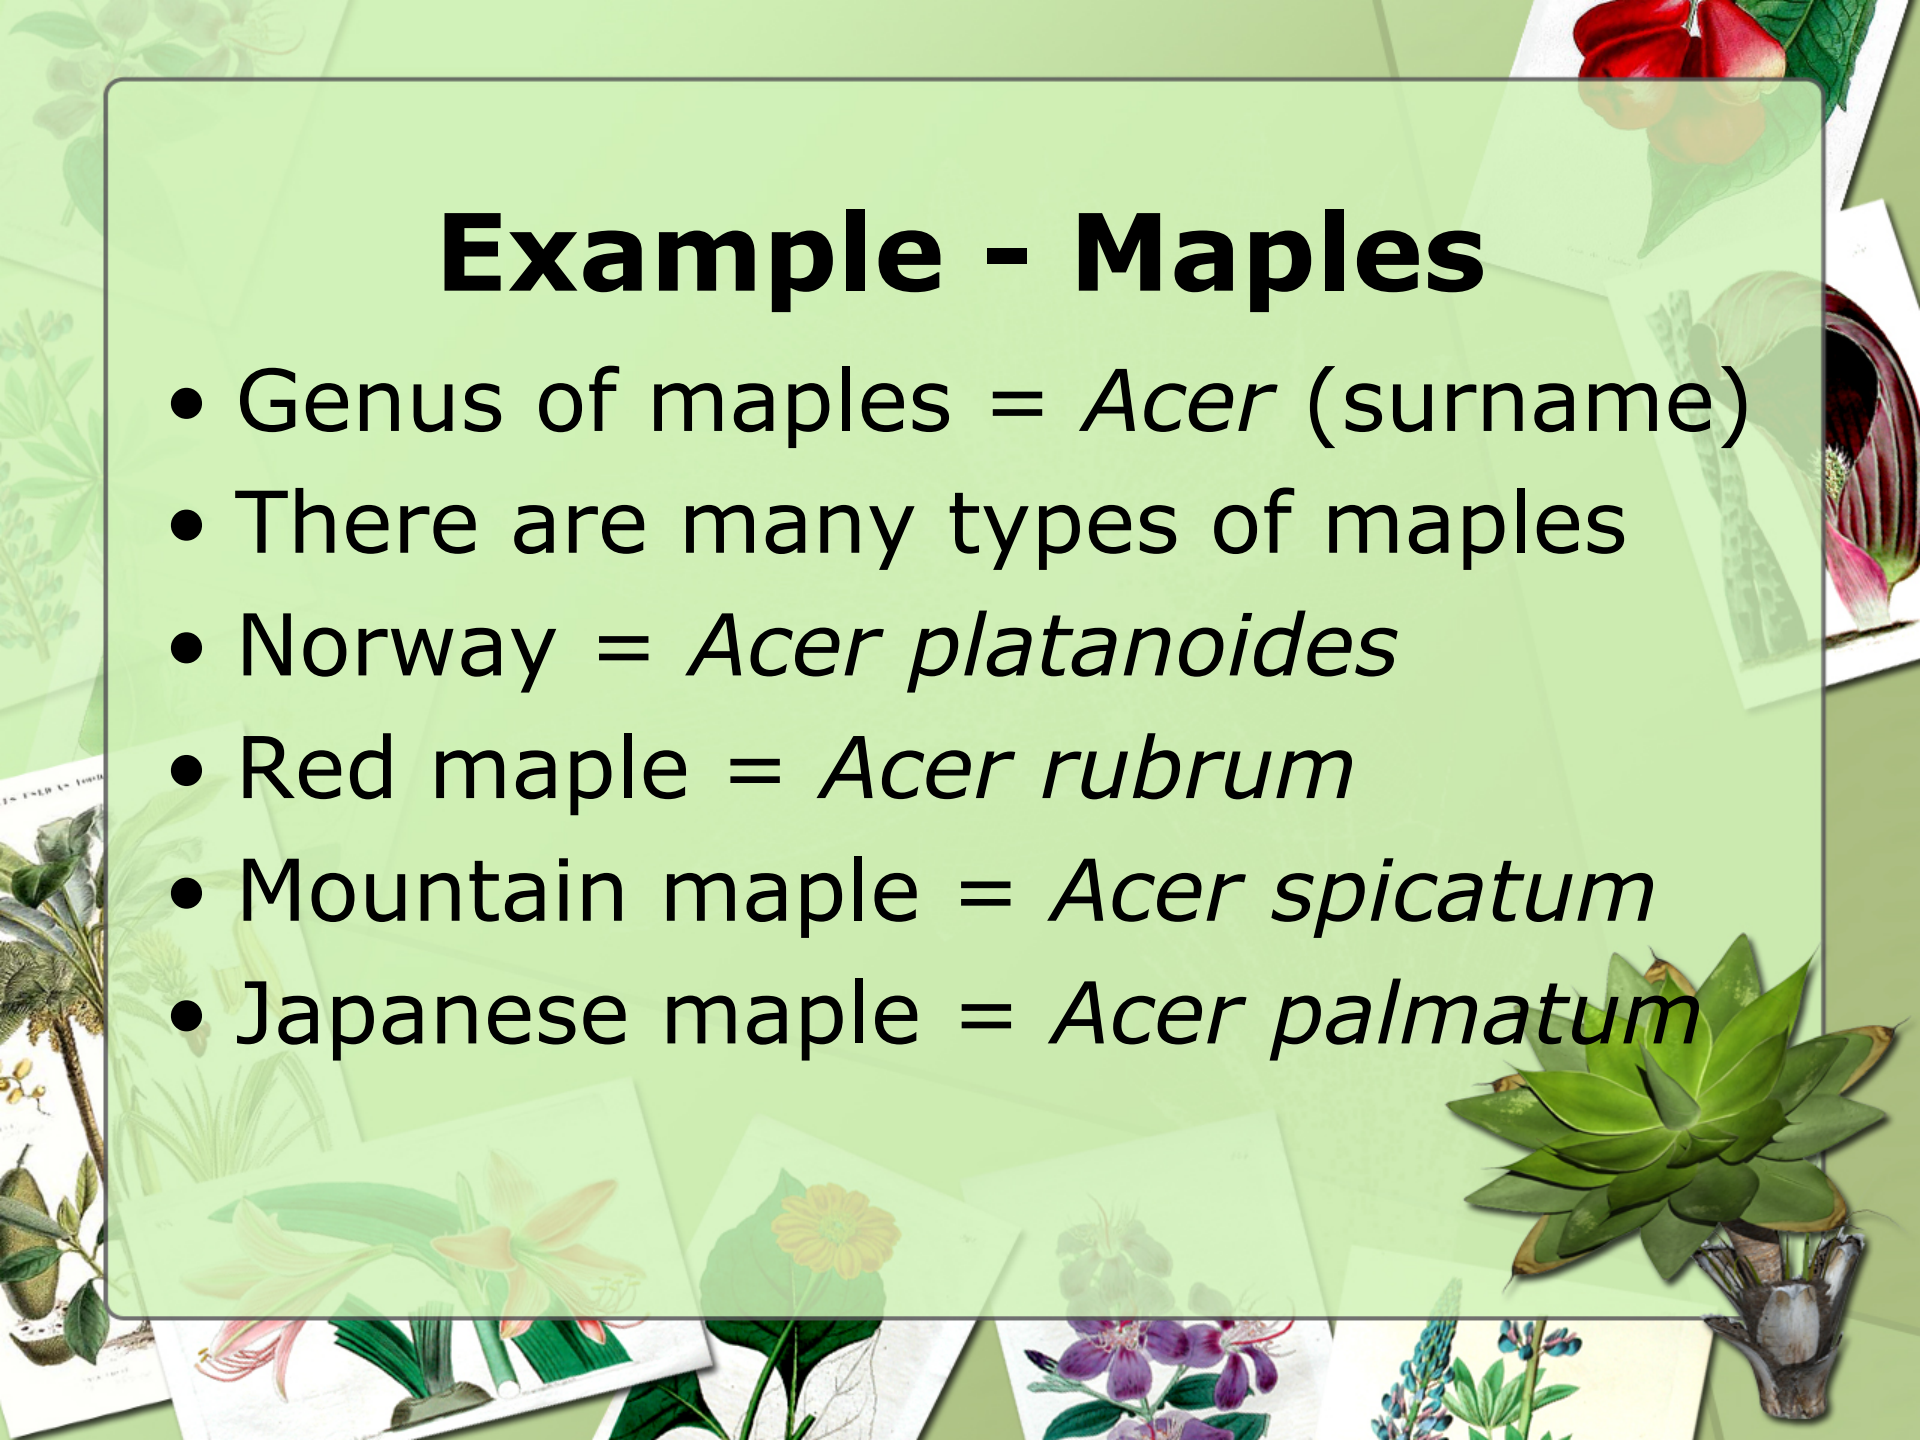 Example - Maples
• Genus of maples = Acer (surname)
• There are many types of maples
• Norway = Acer platanoides
• Red maple = Acer rubrum
• Mountain maple = Acer spicatum
• Japanese maple = Acer palmatum